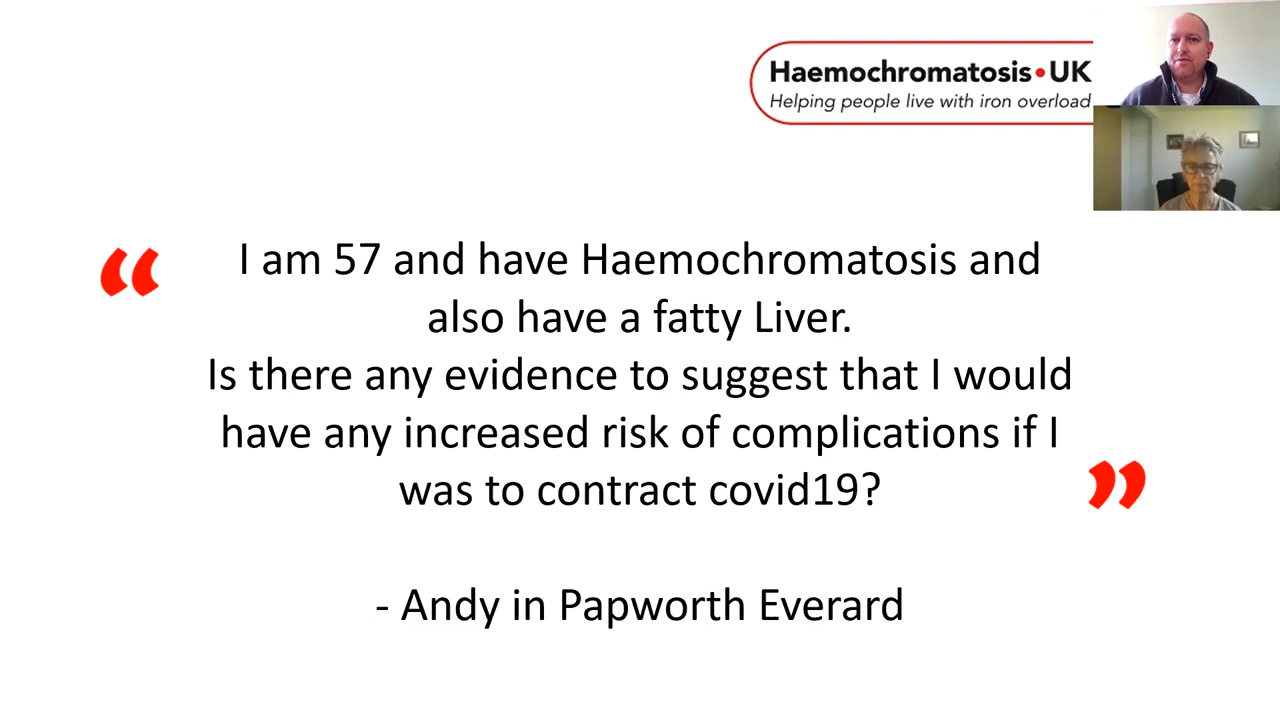 Haemochromatosis•UK
Helping people live with iron overload
“ I am 57 and have Haemochromatosis and
also have a fatty Liver.
Is there any evidence to suggest that I would
have any increased risk of complications if I
was to contract covid19? ”
- Andy in Papworth Everard